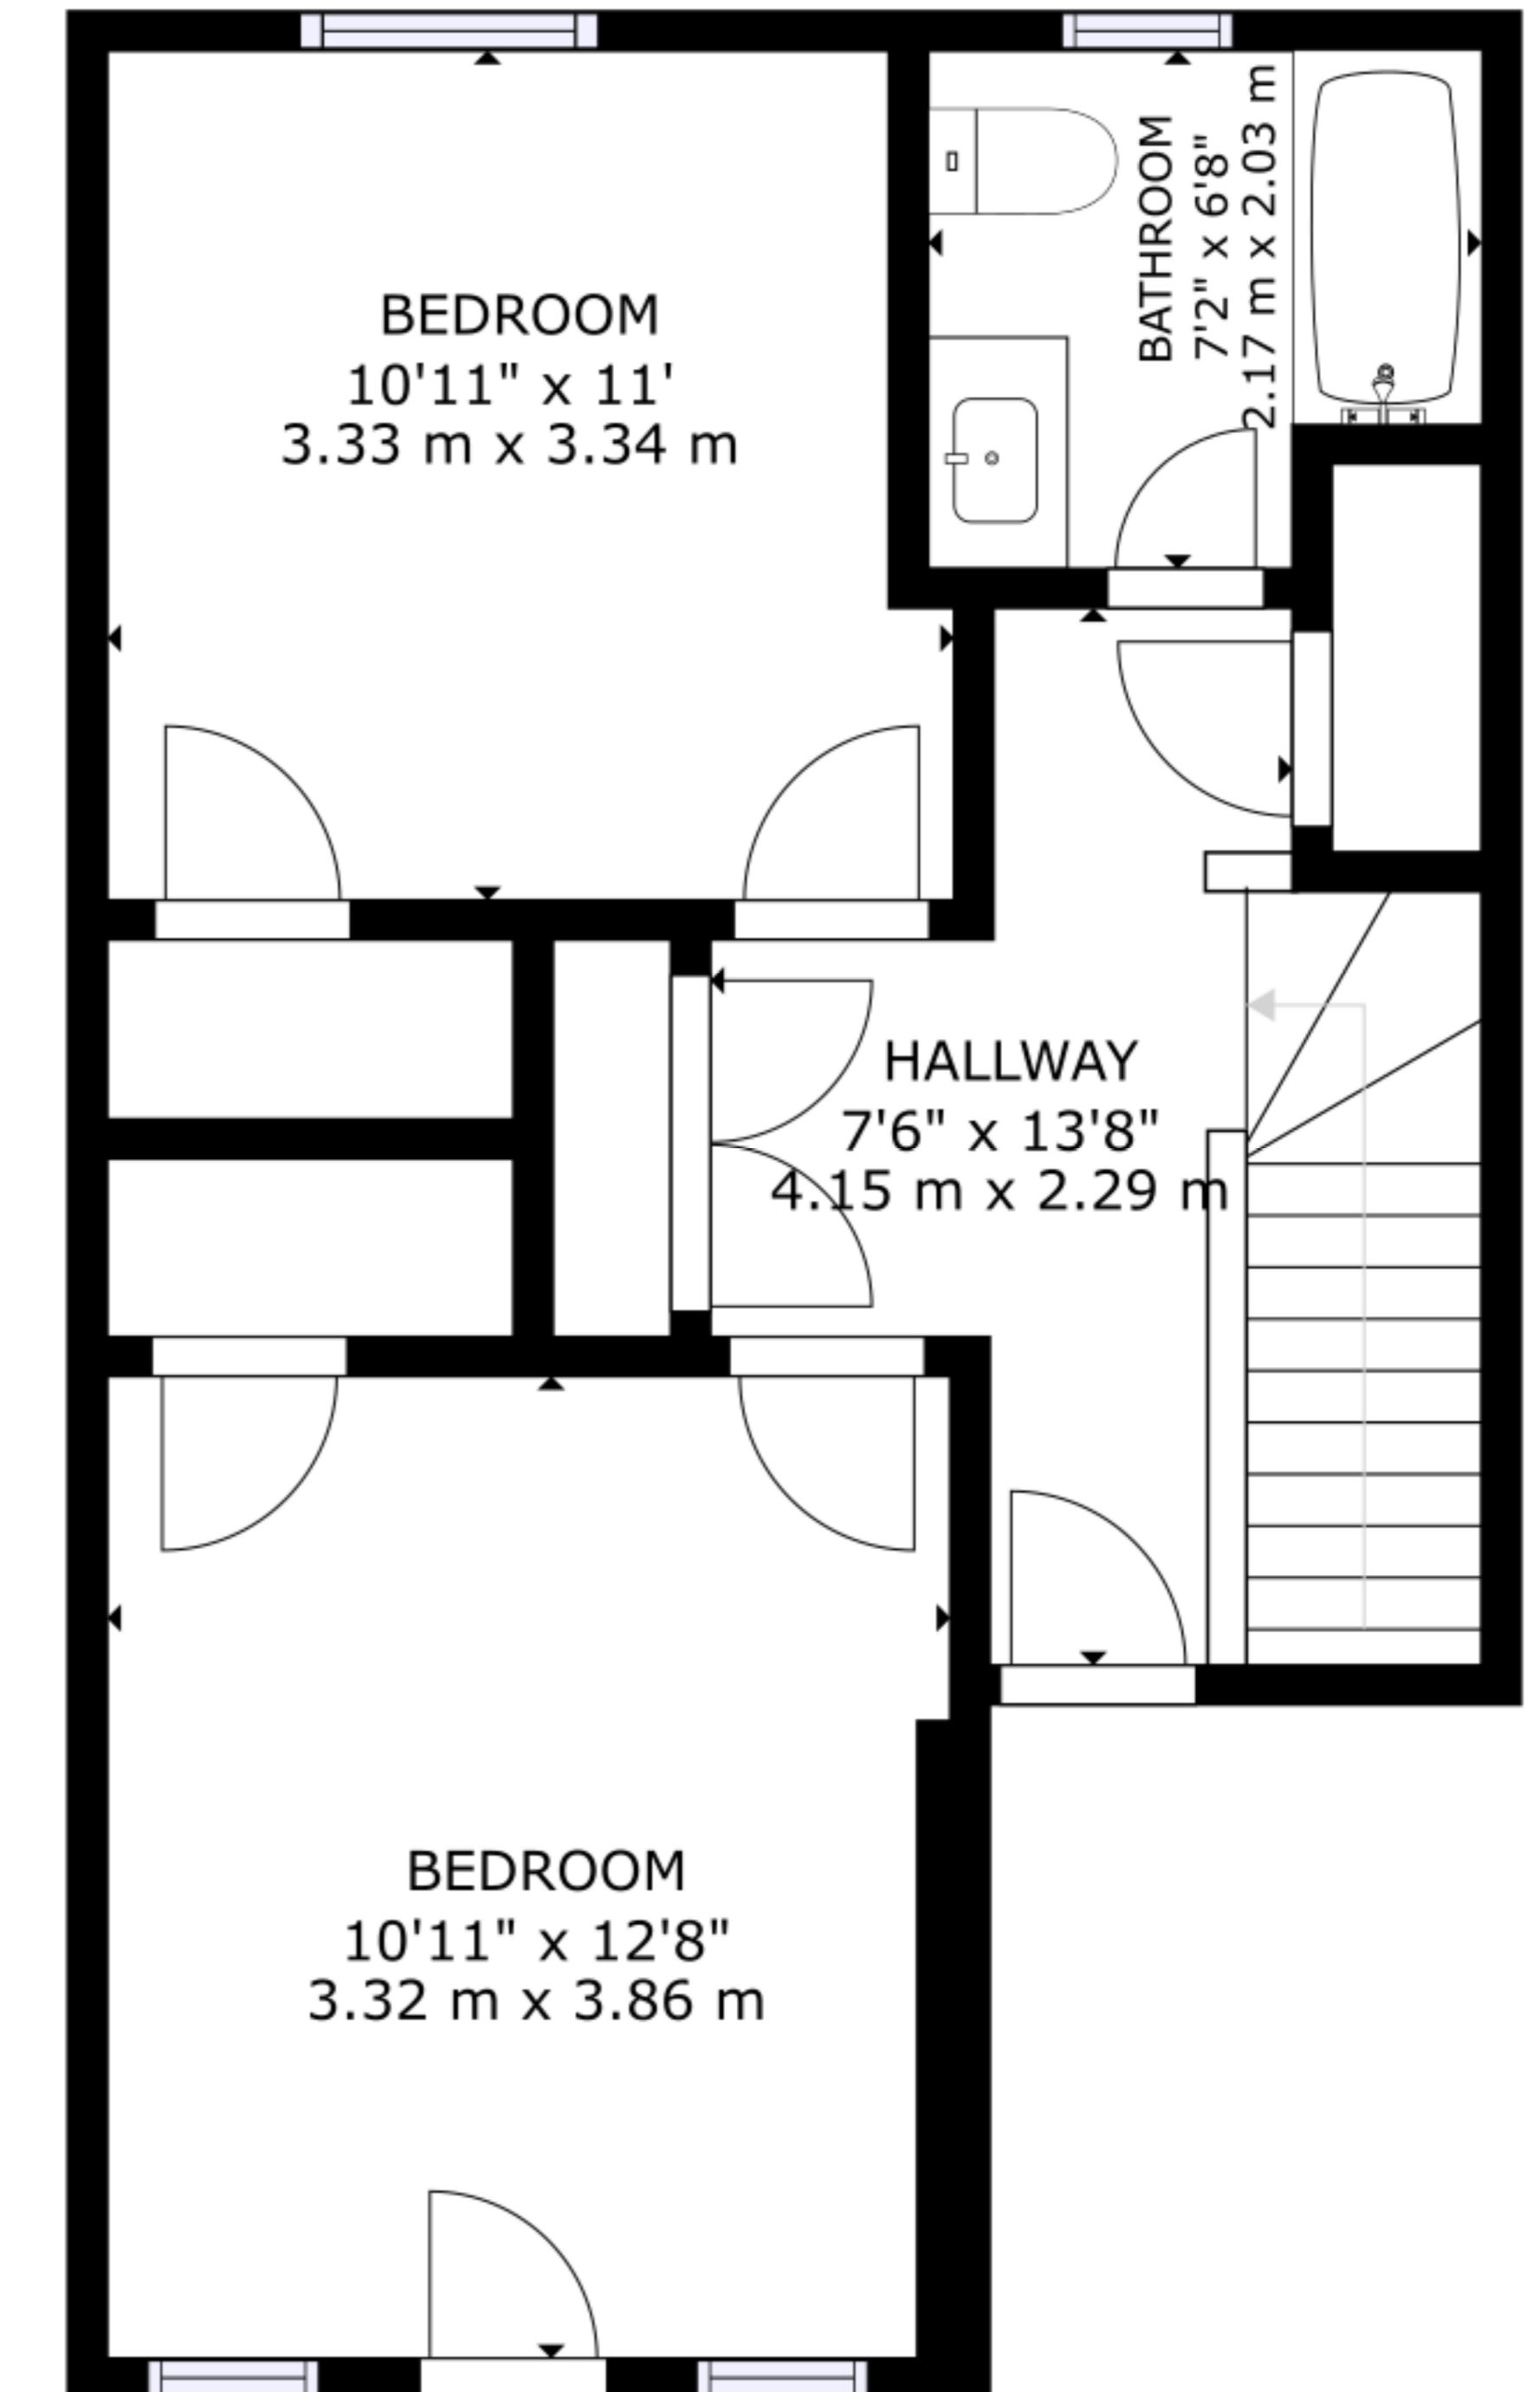 BEDROOM
10'11" x 11'
3.33 m x 3.34 m
BATHROOM
7'2" x 6'8"
2.17 m x 2.03 m
HALLWAY
7'6" x 13'8"
4.15 m x 2.29 m
BEDROOM
10'11" x 12'8"
3.32 m x 3.86 m